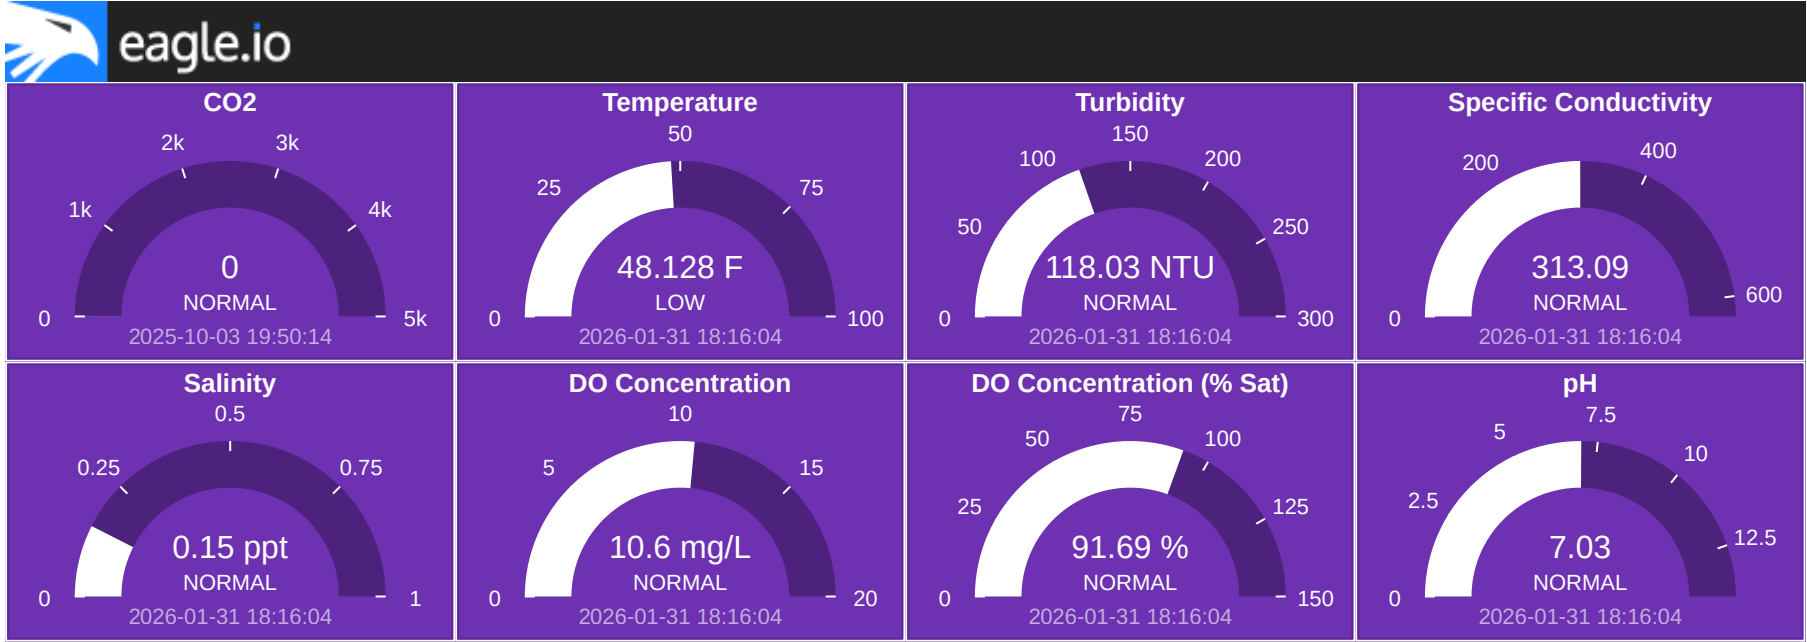 eagle.io
CO2
2k
3k
1k
4k
0
NORMAL
0
5k
2025-10-03 19:50:14
Temperature
50
25
75
48.128 F
LOW
0
100
2026-01-31 18:16:04
Turbidity
150
100
200
50
250
118.03 NTU
NORMAL
0
300
2026-01-31 18:16:04
Specific Conductivity
400
200
313.09
600
NORMAL
0
2026-01-31 18:16:04
Salinity
0.5
0.25
0.75
0.15 ppt
NORMAL
0
1
2026-01-31 18:16:04
DO Concentration
10
5
15
10.6 mg/L
NORMAL
0
20
2026-01-31 18:16:04
DO Concentration (% Sat)
75
50
100
25
125
91.69 %
NORMAL
0
150
2026-01-31 18:16:04
pH
7.5
5
10
2.5
12.5
7.03
NORMAL
0
2026-01-31 18:16:04